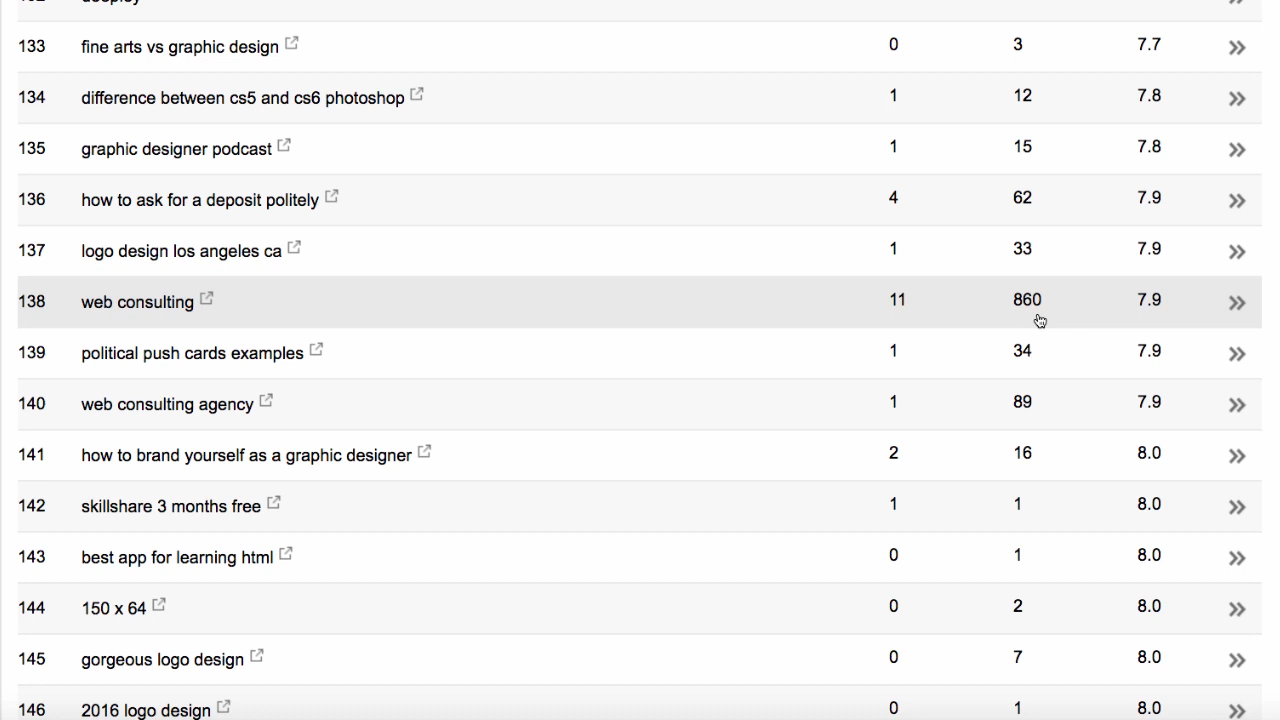 133 fine arts vs graphic design 0 3 7.7
134 difference between cs5 and cs6 photoshop 1 12 7.8
135 graphic designer podcast 1 15 7.8
136 how to ask for a deposit politely 4 62 7.9
137 logo design los angeles ca 1 33 7.9
138 web consulting 11 860 7.9
139 political push cards examples 1 34 7.9
140 web consulting agency 1 89 7.9
141 how to brand yourself as a graphic designer 2 16 8.0
142 skillshare 3 months free 1 1 8.0
143 best app for learning html 0 1 8.0
144 150 x 64 0 2 8.0
145 gorgeous logo design 0 7 8.0
146 2016 logo design 0 1 8.0